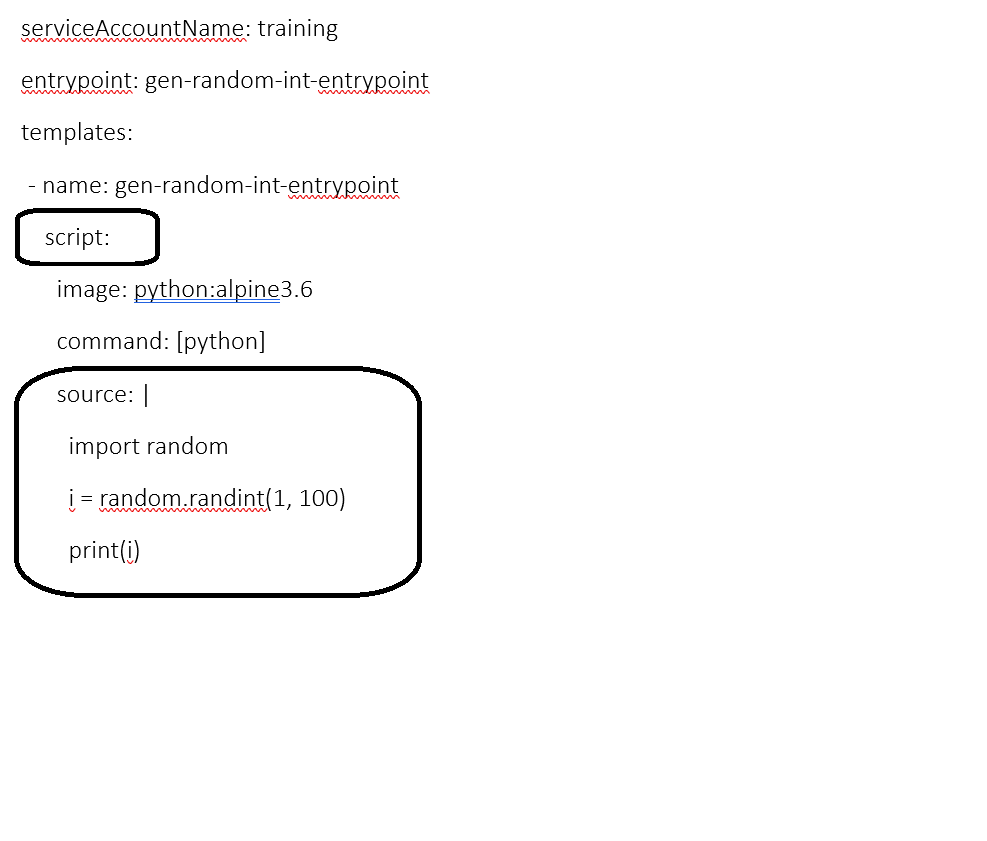 serviceAccountName: training
entrypoint: gen-random-int-entrypoint
templates:
- name: gen-random-int-entrypoint
script:
image: python:alpine3.6
command: [python]
source: |
import random
i = random.randint(1, 100)
print(i)